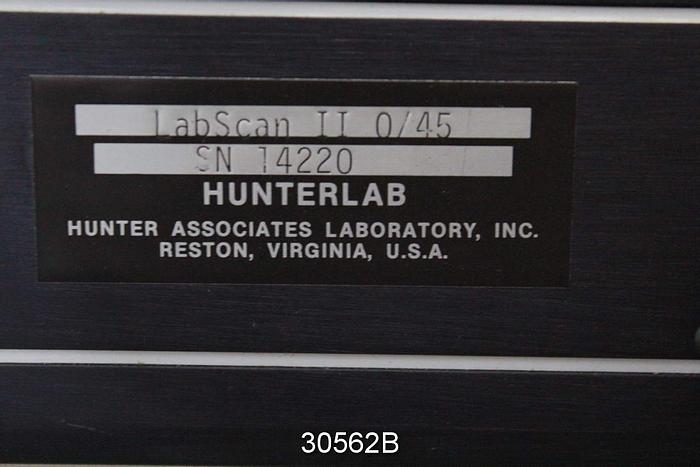 LabScan II 0/45
SN 14220
HUNTERLAB
HUNTER ASSOCIATES LABORATORY, INC.
RESTON, VIRGINIA, U.S.A.
30562B